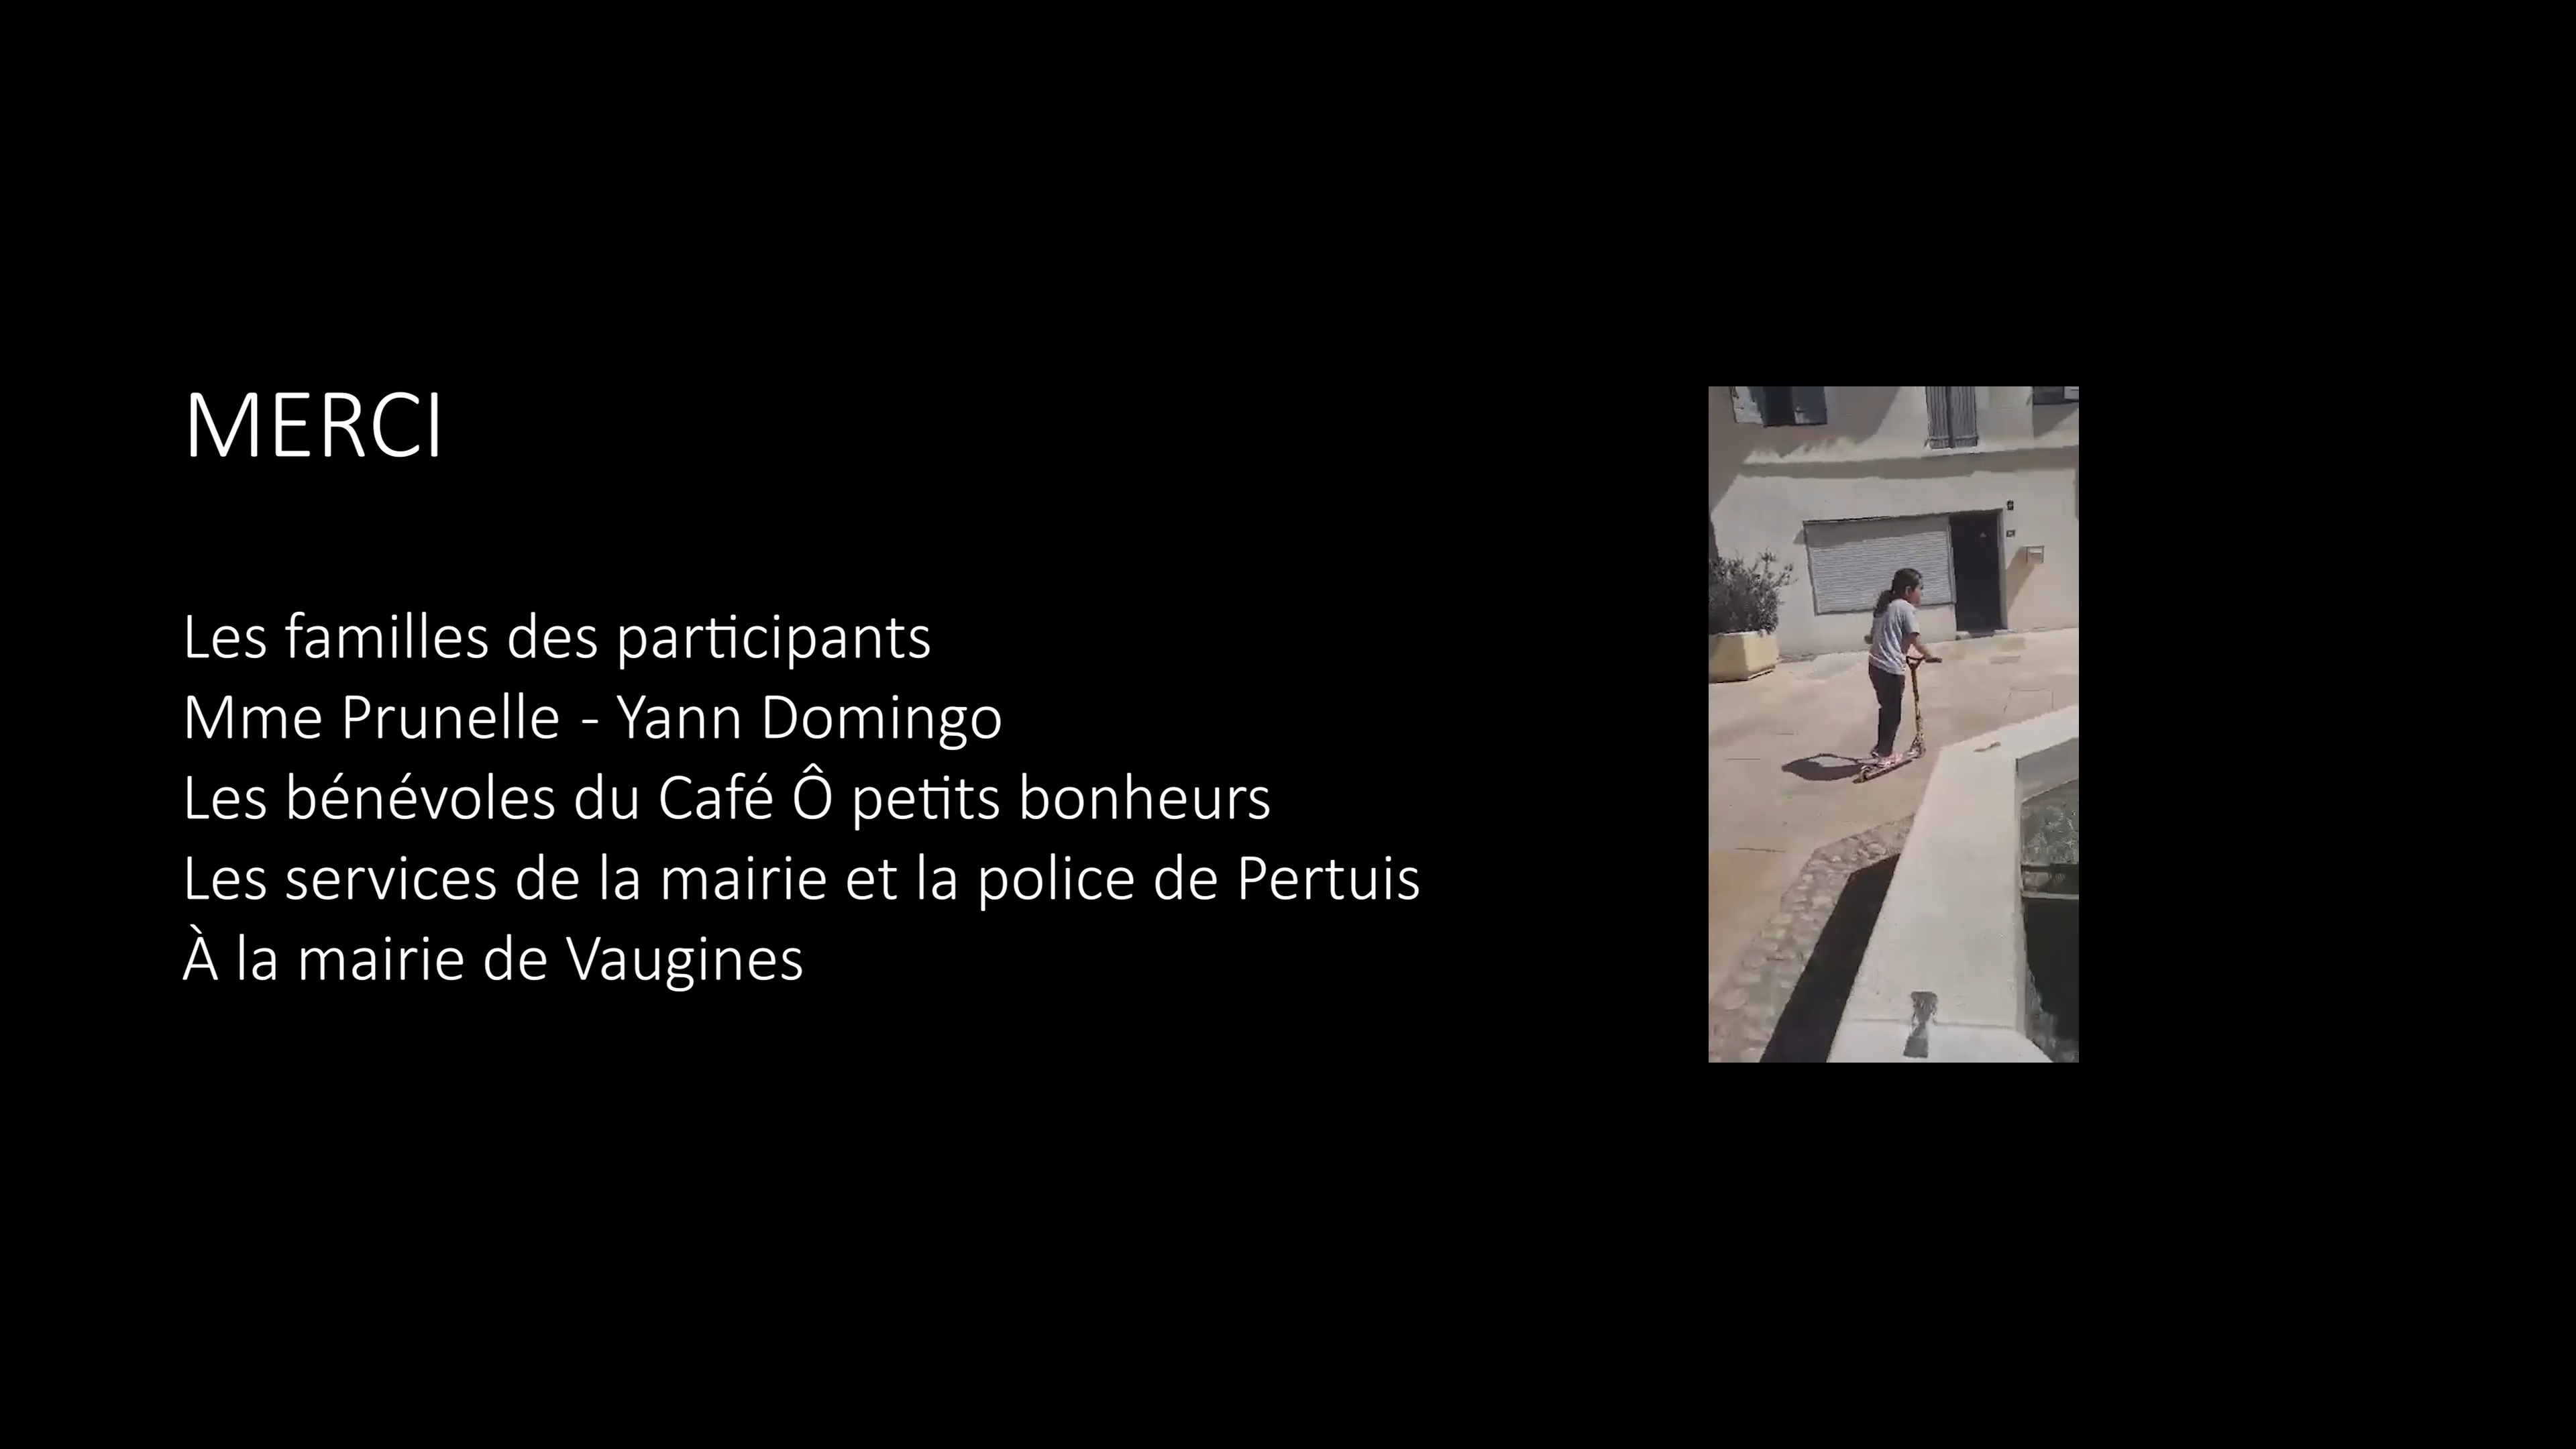 MERCI
Les familles des participants
Mme Prunelle - Yann Domingo
Les bénévoles du Café Ô petits bonheurs
Les services de la mairie et la police de Pertuis
À la mairie de Vaugines